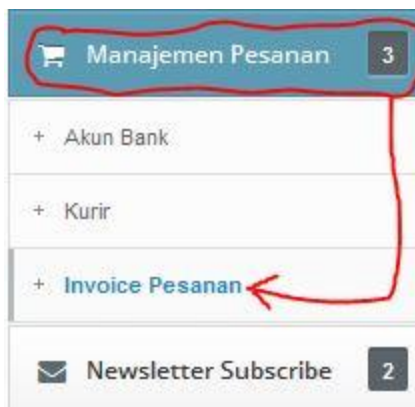 Manajemen Pesanan 3
+ Akun Bank
+ Kurir
+ Invoice Pesanan
Newsletter Subscribe 2